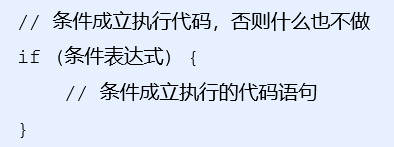 // 条件成立执行代码，否则什么也不做
if (条件表达式) {
    // 条件成立执行的代码语句
}